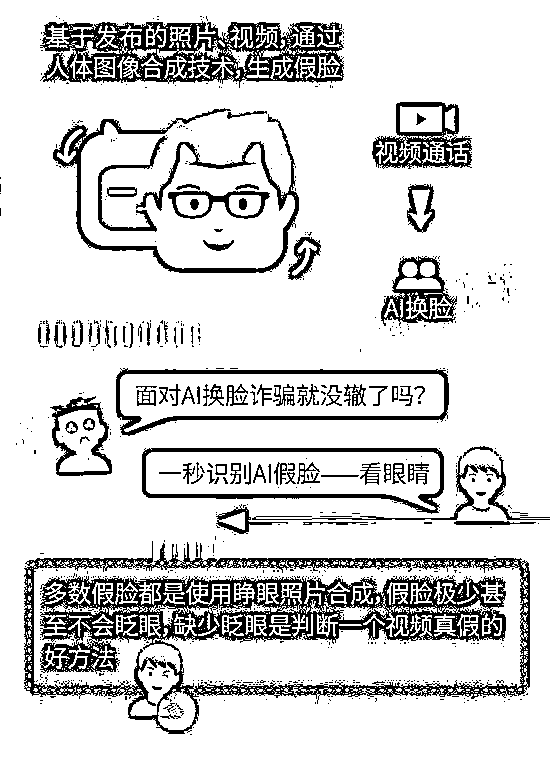 基于发布的照片、视频,通过
人体图像合成技术,生成假脸
视频通话
AI换脸
面对AI换脸诈骗就没辙了吗?
一秒识别AI假脸——看眼睛
多数假脸都是使用睁眼照片合成,假脸极少甚
至不会眨眼,缺少眨眼是判断一个视频真假的
好方法